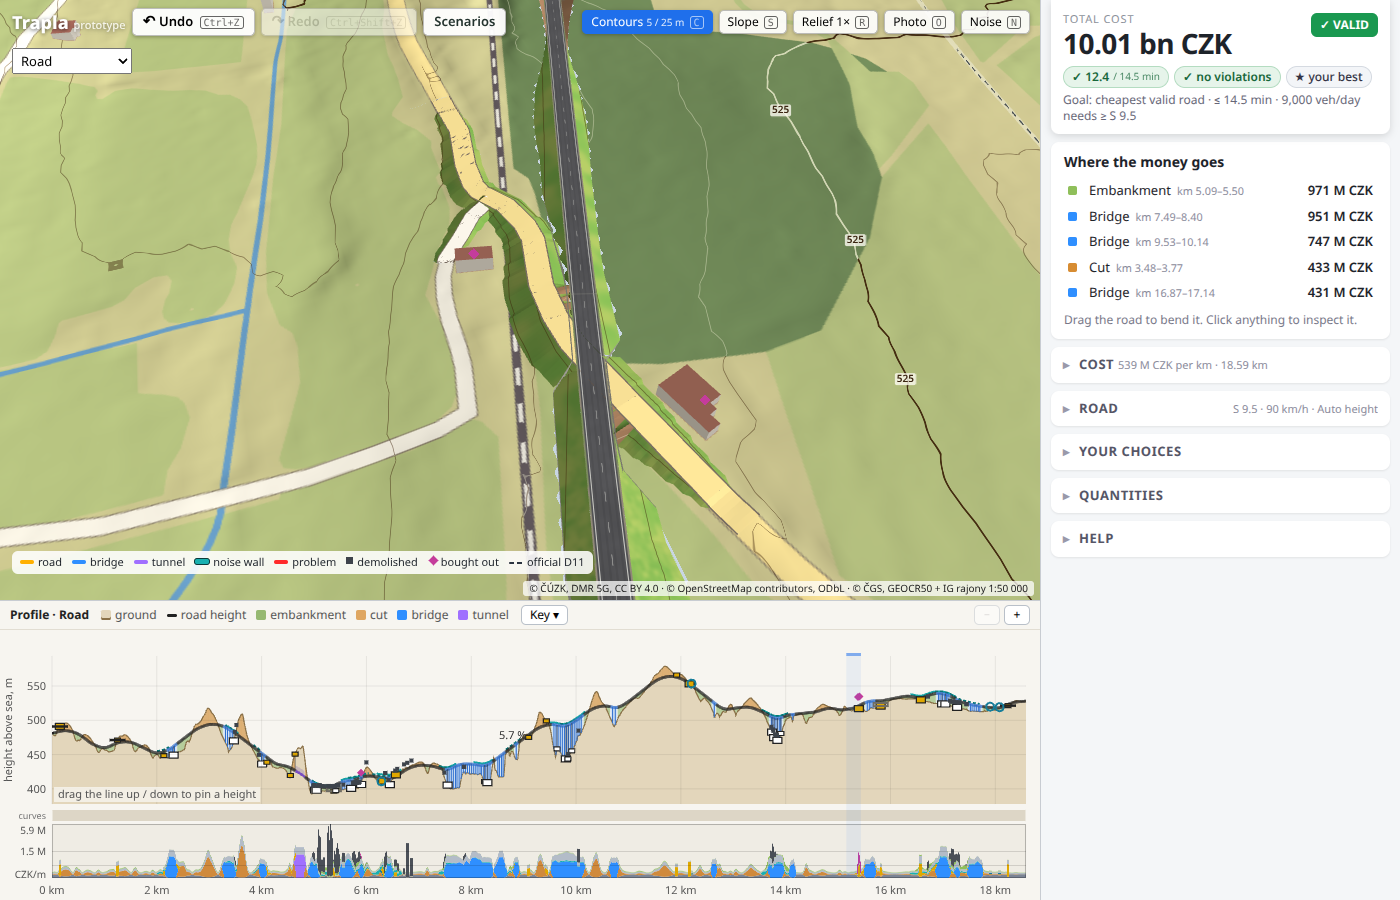 Trapla prototype
↶ Undo Ctrl+Z
↷ Redo Ctrl+Shift+Z
Scenarios
Contours 5 / 25 m C
Slope S
Relief 1× R
Photo O
Noise N
Road
525
525
525
road
bridge
tunnel
noise wall
problem
demolished
bought out
official D11
© ČÚZK, DMR 5G, CC BY 4.0 · © OpenStreetMap contributors, ODbL · © ČGS, GEOCR50 + IG rajony 1:50 000
TOTAL COST
10.01 bn CZK
✓ VALID
✓ 12.4 / 14.5 min
✓ no violations
★ your best
Goal: cheapest valid road · ≤ 14.5 min · 9,000 veh/day
needs ≥ S 9.5
Where the money goes
Embankment km 5.09–5.50 971 M CZK
Bridge km 7.49–8.40 951 M CZK
Bridge km 9.53–10.14 747 M CZK
Cut km 3.48–3.77 433 M CZK
Bridge km 16.87–17.14 431 M CZK
Drag the road to bend it. Click anything to inspect it.
▶ COST 539 M CZK per km · 18.59 km
▶ ROAD S 9.5 · 90 km/h · Auto height
▶ YOUR CHOICES
▶ QUANTITIES
▶ HELP
Profile · Road
ground
road height
embankment
cut
bridge
tunnel
Key ▾
−
+
height above sea, m
550
500
450
400
5.7 %
drag the line up / down to pin a height
curves
5.9 M
1.5 M
CZK/m
0 km
2 km
4 km
6 km
8 km
10 km
12 km
14 km
16 km
18 km